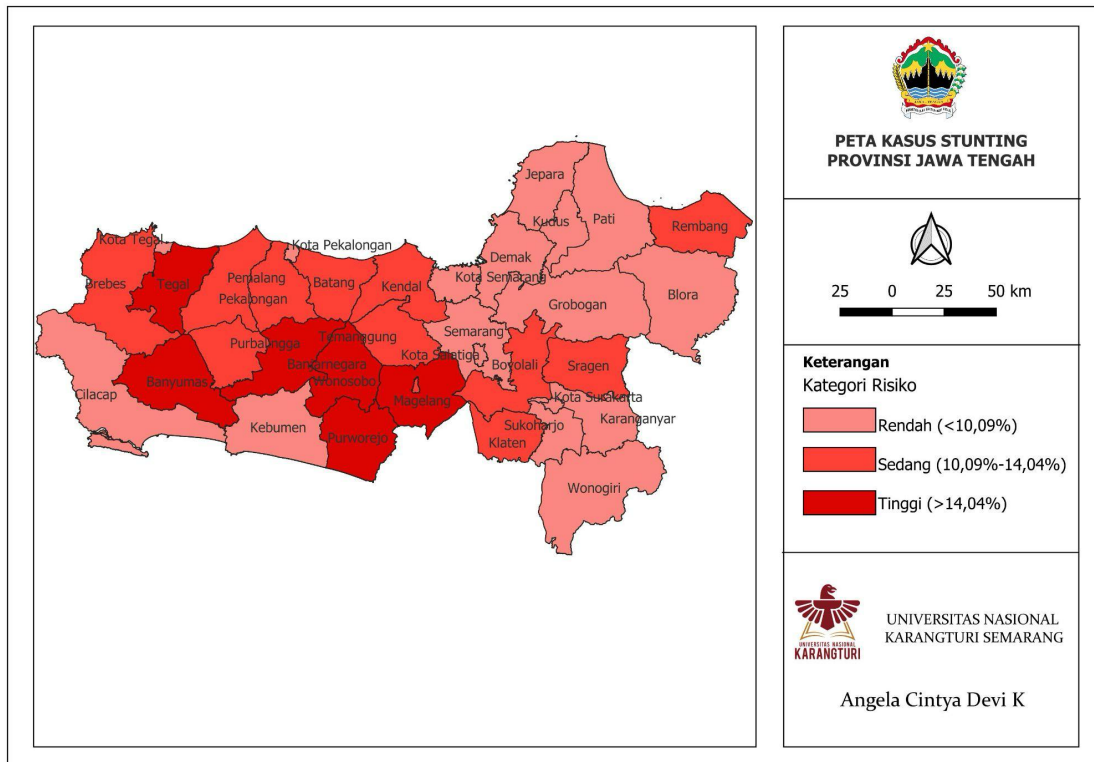 Jepara
Kudus
Pati
Rembang
Kota Tegal
Kota Pekalongan
Demak
Brebes
Tegal
Pemalang
Pekalongan
Batang
Kendal
Kota Semarang
Grobogan
Blora
Purbalingga
Temanggung
Semarang
Banyumas
Banjarnegara
Wonosobo
Kota Salatiga
Boyolali
Sragen
Cilacap
Magelang
Kota Surakarta
Karanganyar
Kebumen
Purworejo
Sukoharjo
Klaten
Wonogiri
PETA KASUS STUNTING
PROVINSI JAWA TENGAH
25 0 25 50 km
Keterangan
Kategori Risiko
Rendah (<10,09%)
Sedang (10,09%-14,04%)
Tinggi (>14,04%)
UNIVERSITAS NASIONAL
KARANGTURI
UNIVERSITAS NASIONAL
KARANGTURI SEMARANG
Angela Cintya Devi K